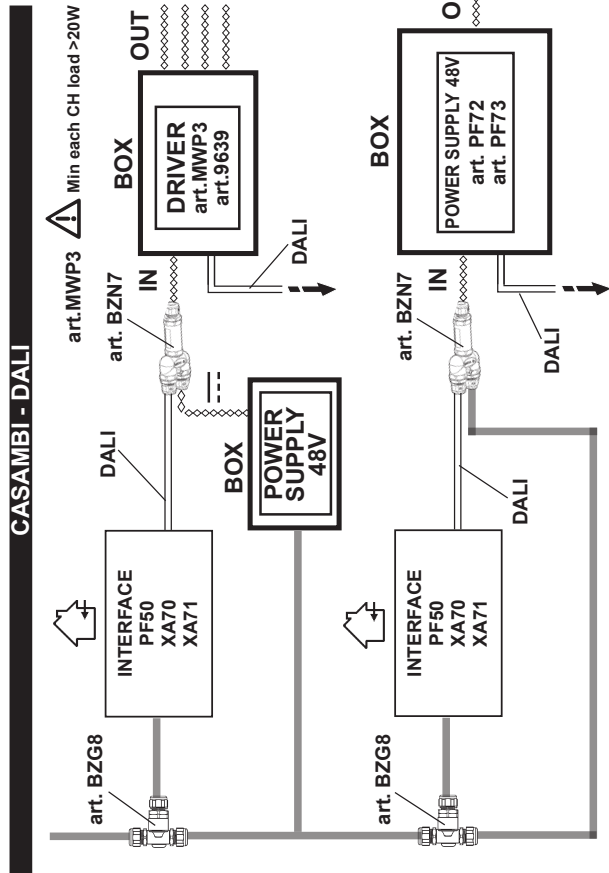 CASAMBI - DALI
art.MWP3
Min each CH load >20W
art. BZG8
INTERFACE
PF50
XA70
XA71
DALI
art. BZN7
IN
BOX
DRIVER
art.MWP3
art.9639
OUT
DALI
BOX
POWER
SUPPLY
48V
art. BZG8
INTERFACE
PF50
XA70
XA71
DALI
art. BZN7
IN
BOX
POWER SUPPLY 48V
art. PF72
art. PF73
O
DALI